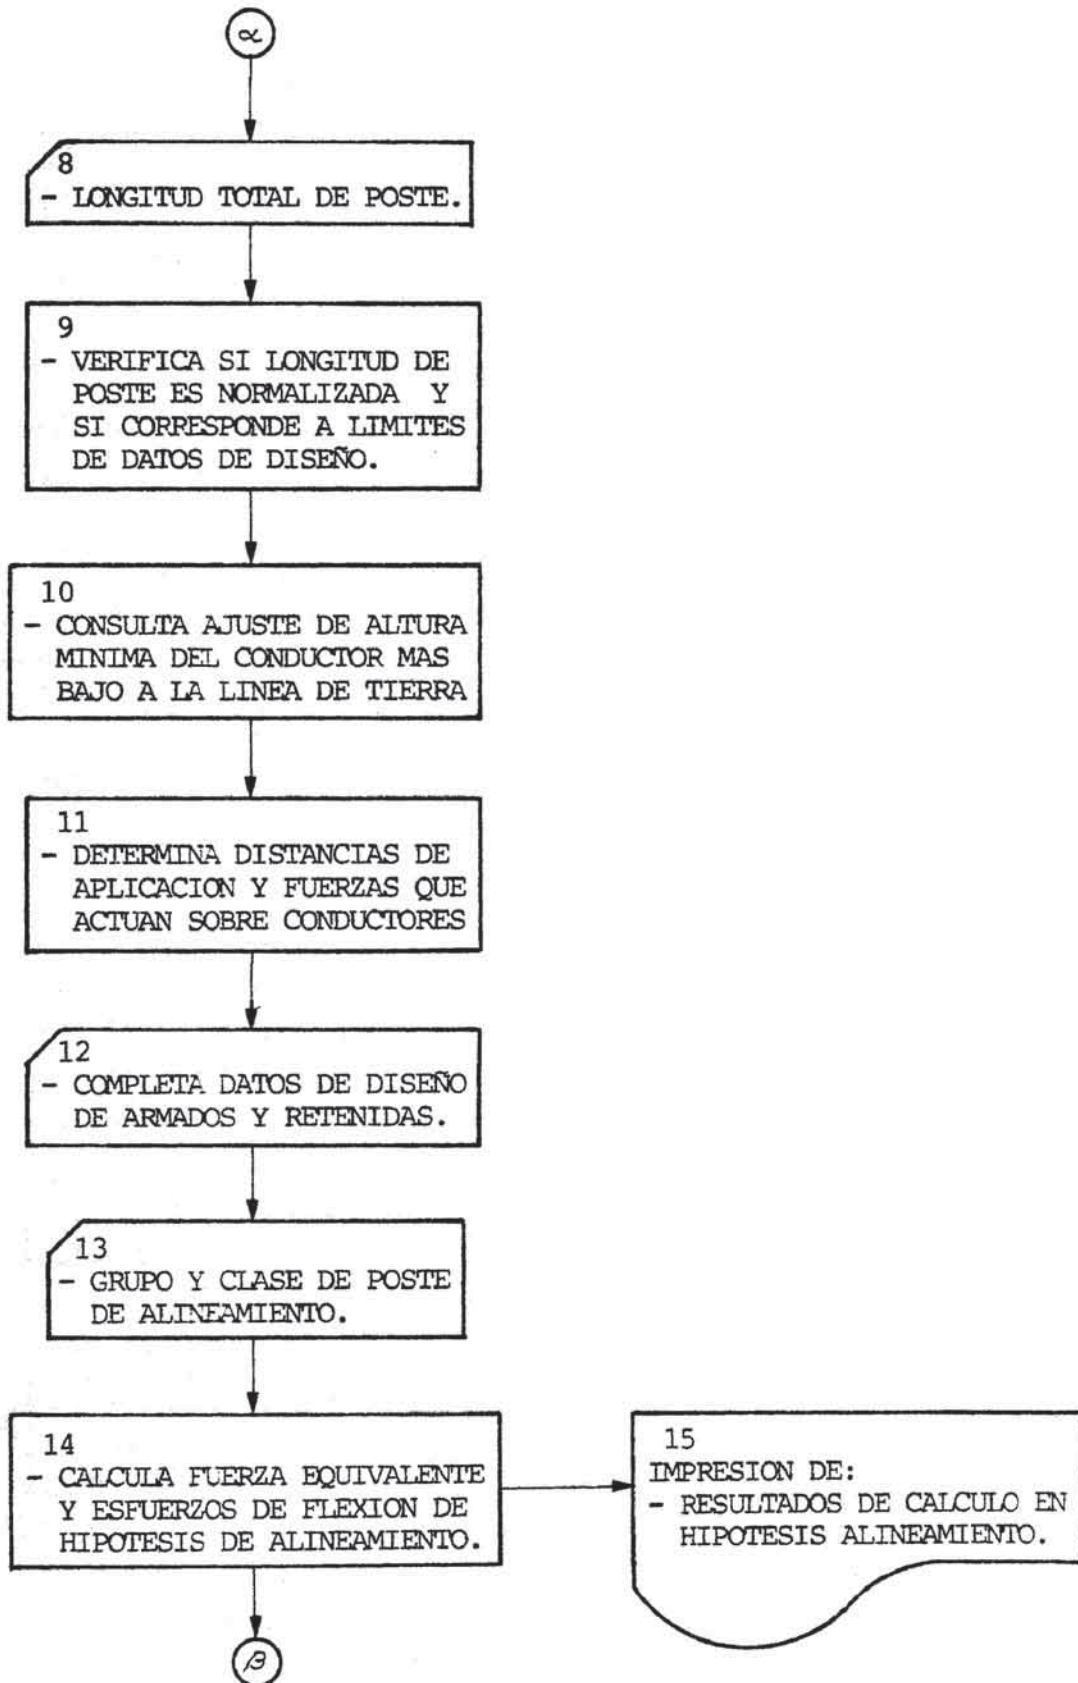 ∝
8
- LONGITUD TOTAL DE POSTE.
9
- VERIFICA SI LONGITUD DE
POSTE ES NORMALIZADA Y
SI CORRESPONDE A LIMITES
DE DATOS DE DISEÑO.
10
- CONSULTA AJUSTE DE ALTURA
MINIMA DEL CONDUCTOR MAS
BAJO A LA LINEA DE TIERRA
11
- DETERMINA DISTANCIAS DE
APLICACION Y FUERZAS QUE
ACTUAN SOBRE CONDUCTORES
12
- COMPLETA DATOS DE DISEÑO
DE ARMADOS Y RETENIDAS.
13
- GRUPO Y CLASE DE POSTE
DE ALINEAMIENTO.
14
- CALCULA FUERZA EQUIVALENTE
Y ESFUERZOS DE FLEXION DE
HIPOTESIS DE ALINEAMIENTO.
15
IMPRESION DE:
- RESULTADOS DE CALCULO EN
HIPOTESIS ALINEAMIENTO.
β